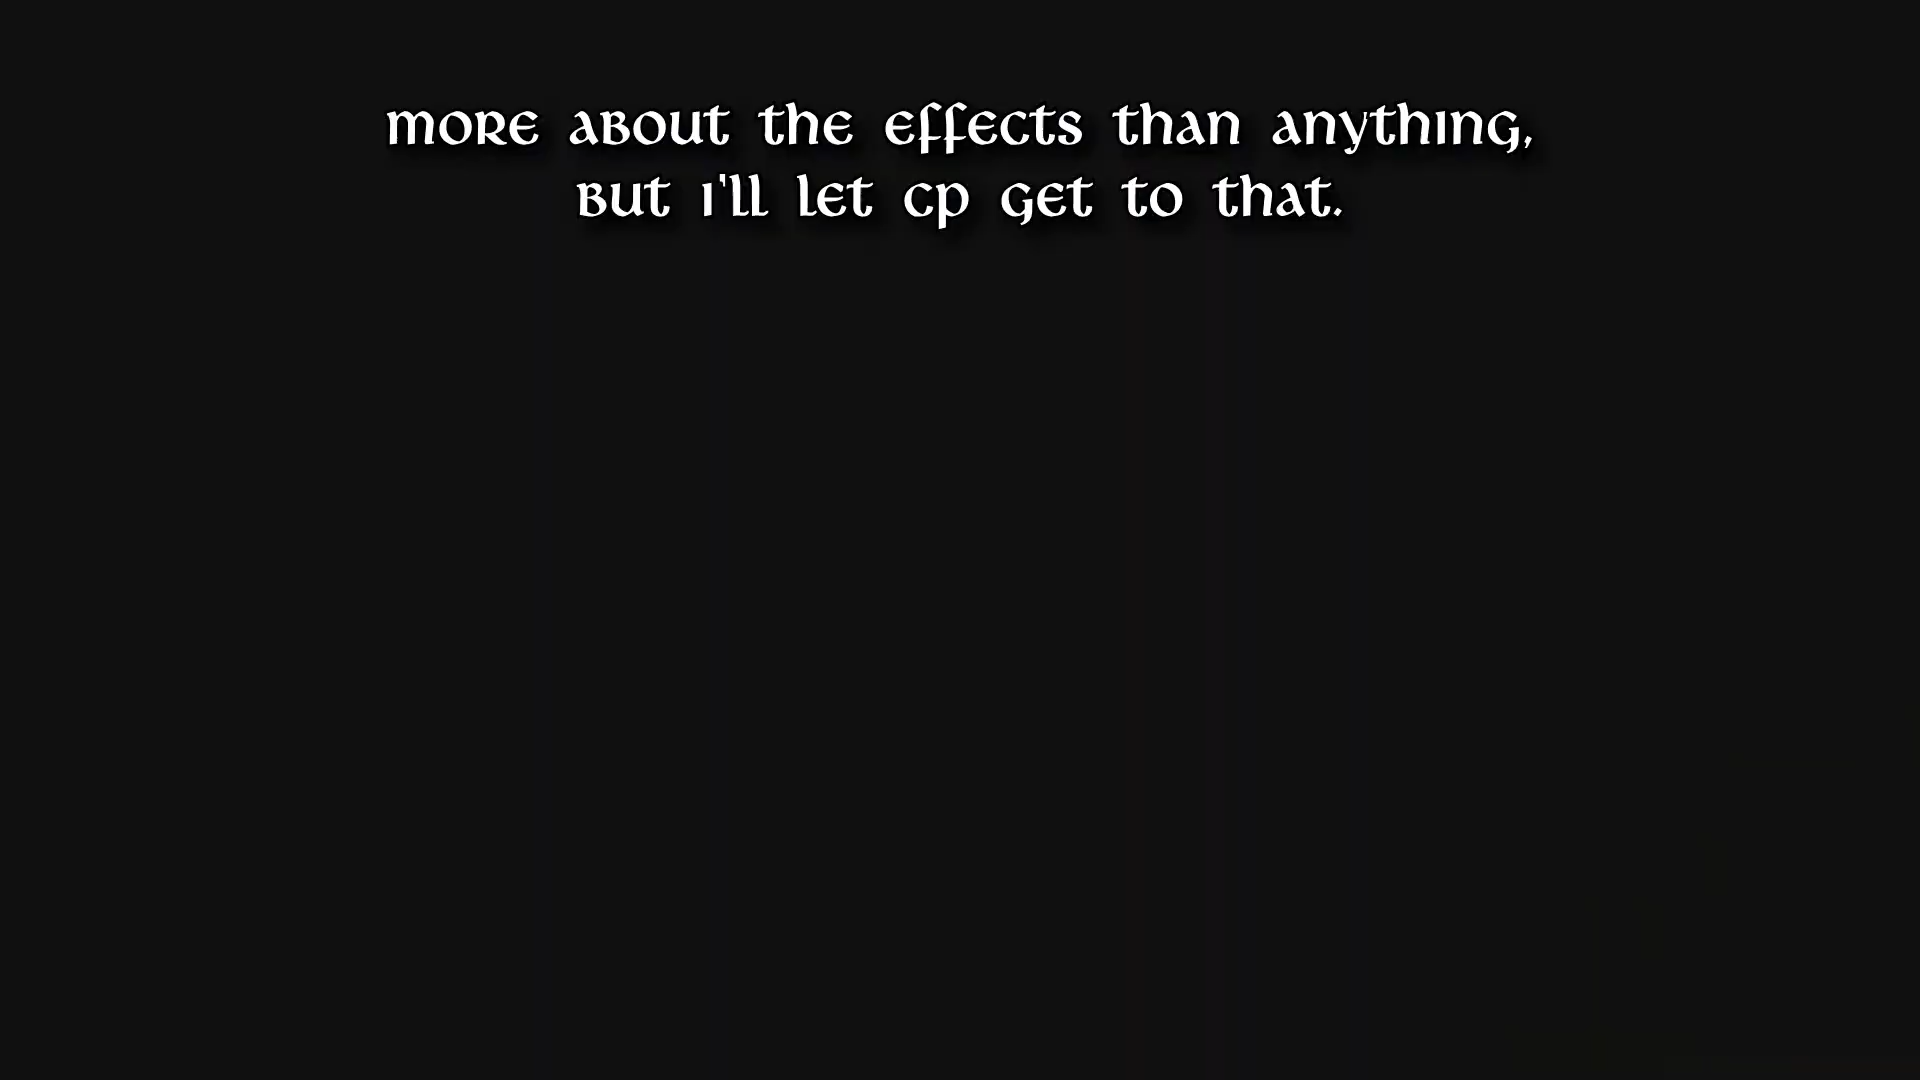 more about the effects than anything,
but i'll let cp get to that.